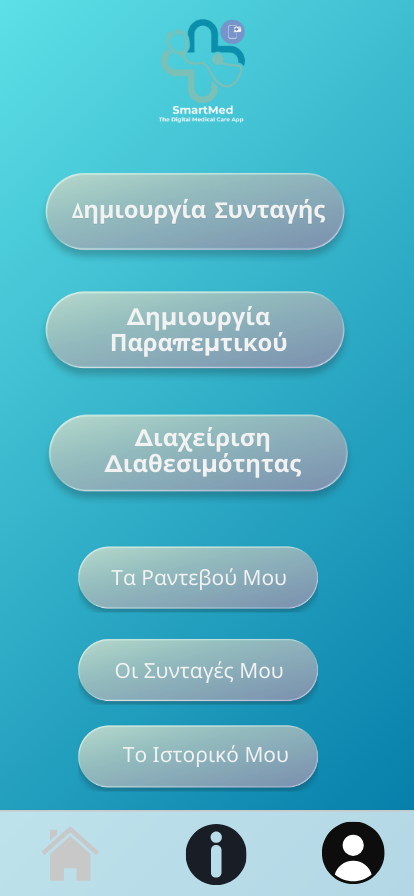 SmartMed
The Digital Medical Care App
Δημιουργία Συνταγής
Δημιουργία
Παραπεμτικού
Διαχείριση
Διαθεσιμότητας
Τα Ραντεβού Μου
Οι Συνταγές Μου
Το Ιστορικό Μου